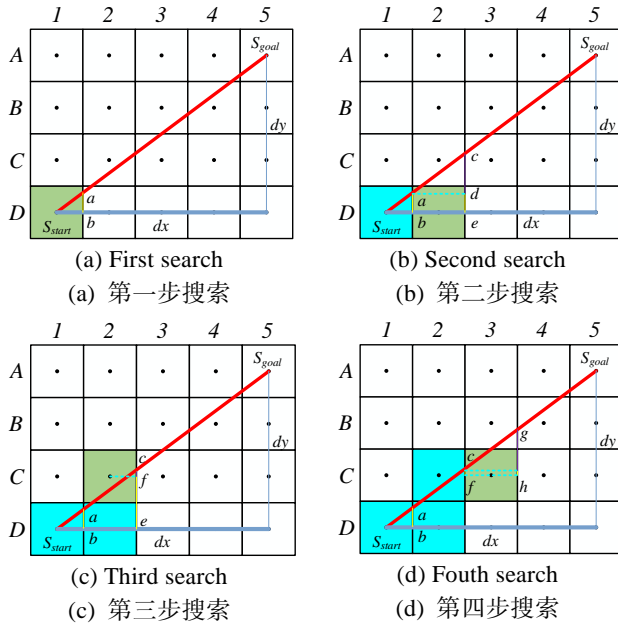 1 2 3 4 5
A S_goal
B
dy
C
a
D
S_start b dx
(a) First search
(a) 第一步搜索
1 2 3 4 5
A S_goal
B
dy
C c
a d
D
S_start b e dx
(b) Second search
(b) 第二步搜索
1 2 3 4 5
A S_goal
B
dy
c
C f
a e
D
S_start b dx
(c) Third search
(c) 第三步搜索
1 2 3 4 5
A S_goal
B g
dy
c
C f h
a
D
S_start b dx
(d) Fouth search
(d) 第四步搜索